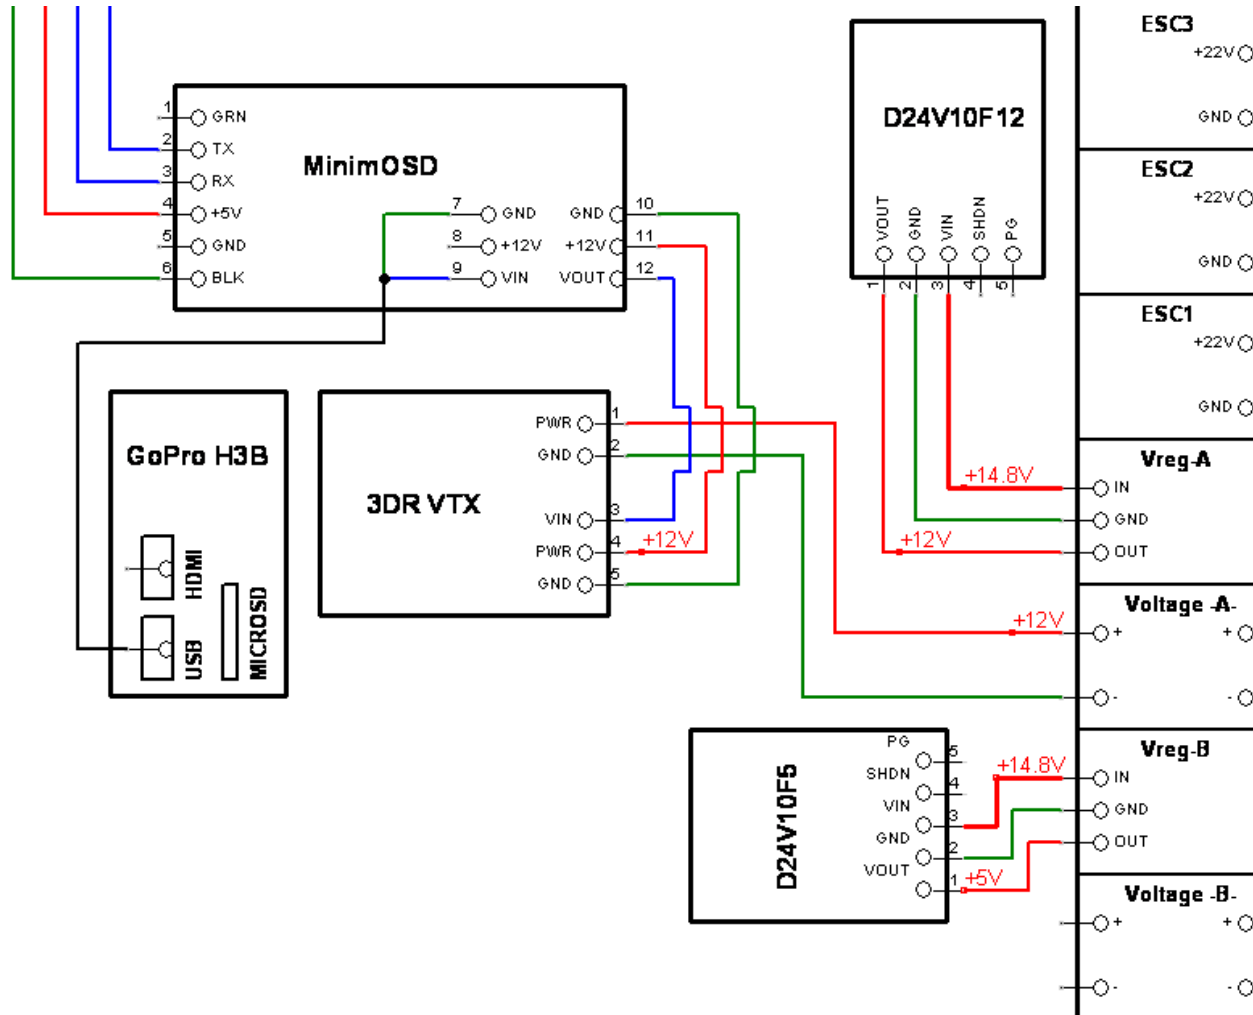 ESC3
+22V
GND
D24V10F12
VOUT
GND
VIN
SHDN
PG
1
2
3
4
5
ESC2
+22V
GND
ESC1
+22V
GND
MinimOSD
1 GRN
2 TX
3 RX
4 +5V
5 GND
6 BLK
7 GND
8 +12V
9 VIN
GND 10
+12V 11
VOUT 12
GoPro H3B
HDMI
USB
MICROSD
3DR VTX
PWR 1
GND 2
VIN 3
PWR 4
GND 5
+12V
Vreg-A
+14.8V
IN
GND
+12V
OUT
Voltage -A-
+12V
+ +
- -
D24V10F5
PG 5
SHDN 4
VIN 3
GND 2
VOUT 1
+14.8V
+5V
Vreg-B
IN
GND
OUT
Voltage -B-
+ +
- -